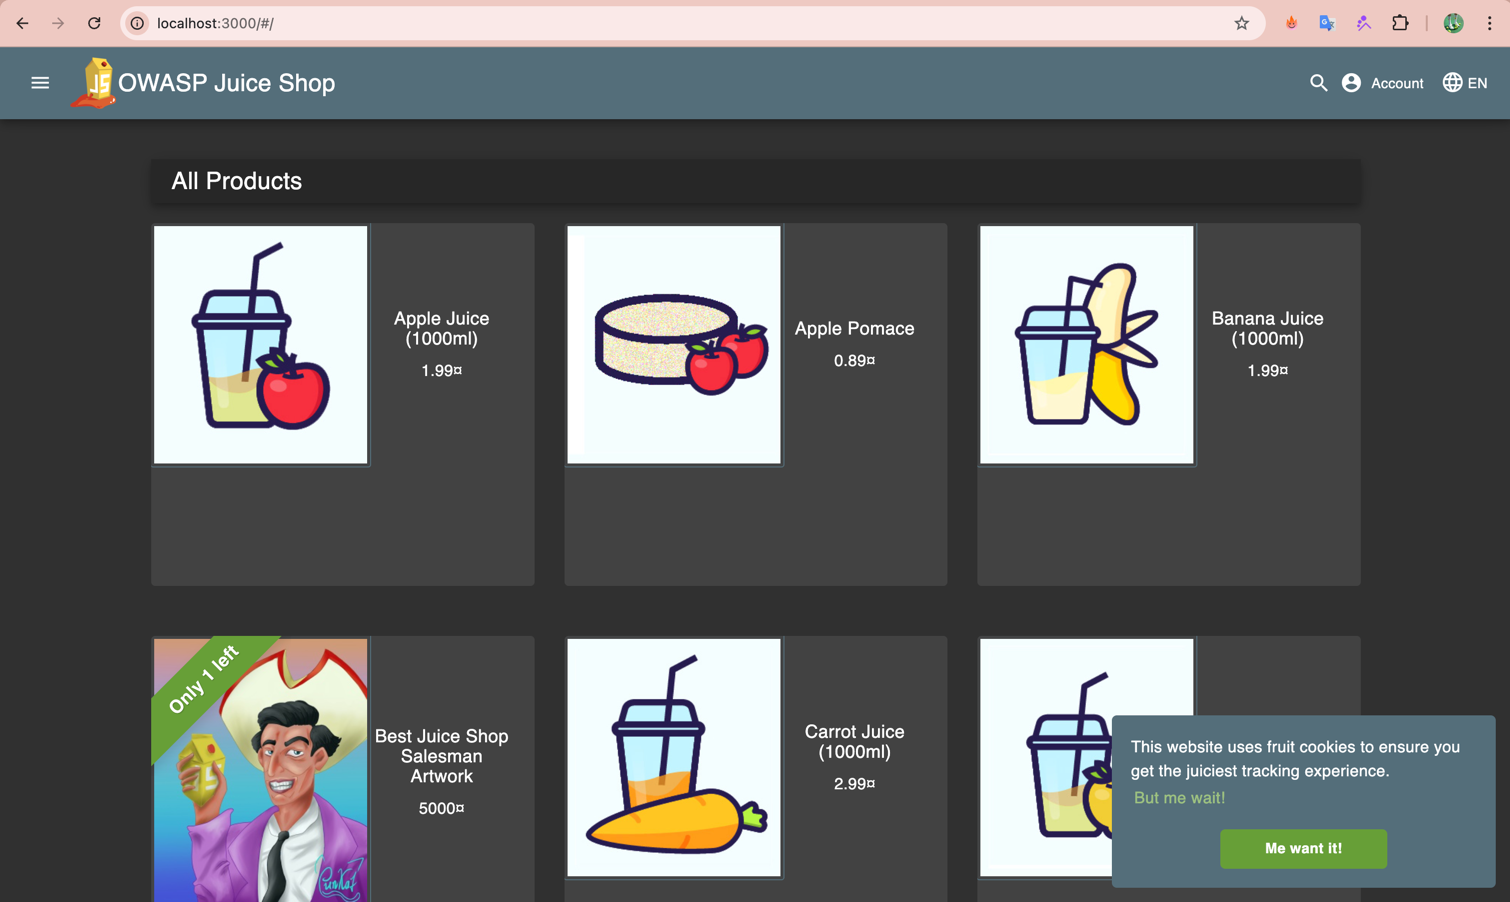 localhost:3000/#/
OWASP Juice Shop
Account
EN
All Products
Apple Juice
(1000ml)
1.99¤
Apple Pomace
0.89¤
Banana Juice
(1000ml)
1.99¤
Only 1 left
Best Juice Shop
Salesman
Artwork
5000¤
Carrot Juice
(1000ml)
2.99¤
This website uses fruit cookies to ensure you
get the juiciest tracking experience.
But me wait!
Me want it!